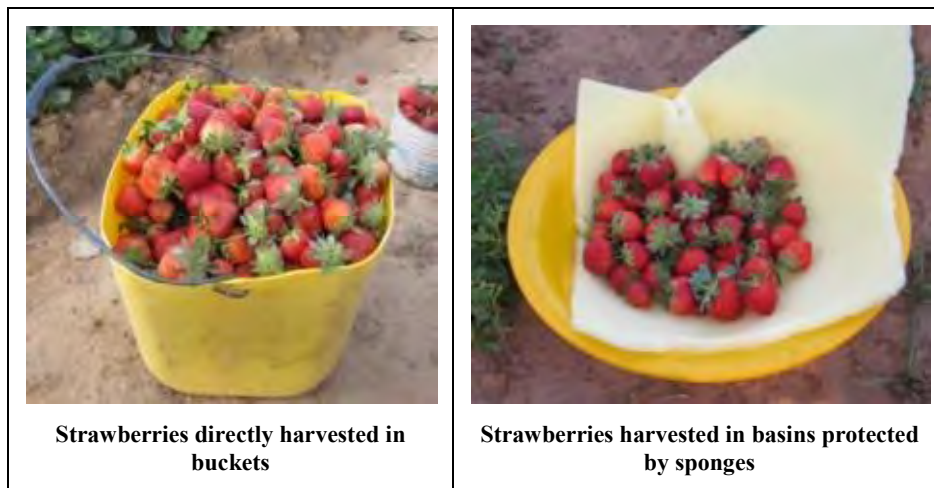 Strawberries directly harvested in
buckets
Strawberries harvested in basins protected
by sponges